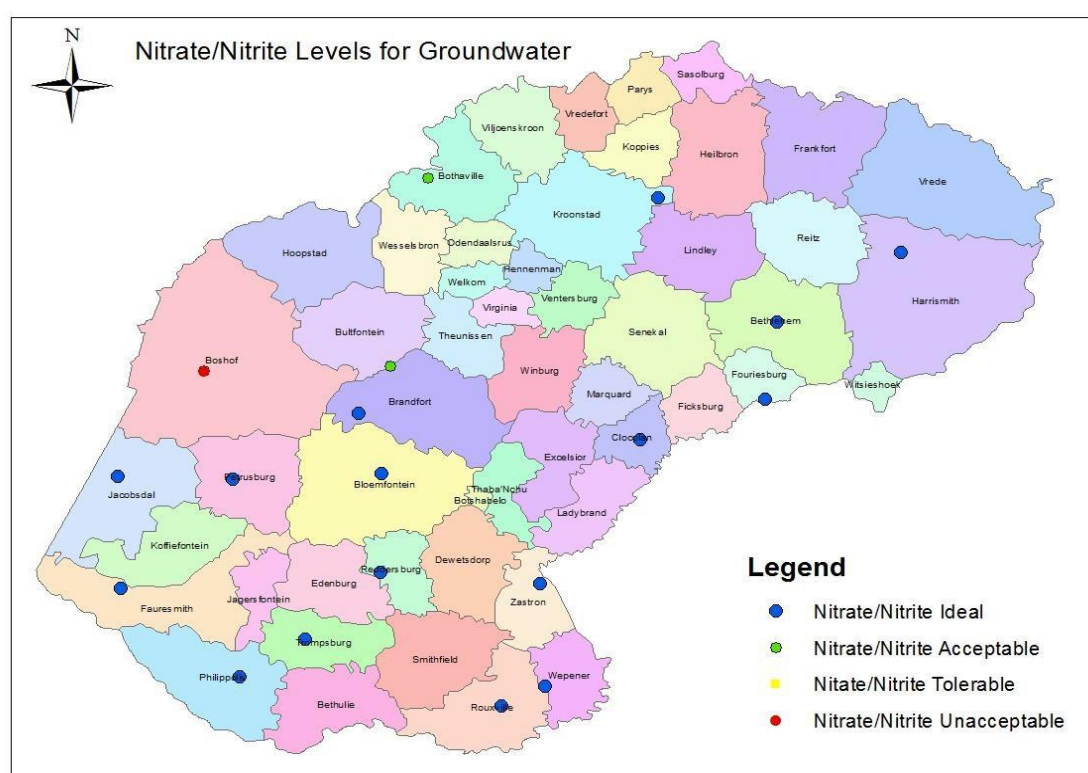 N
Nitrate/Nitrite Levels for Groundwater
Sasolburg
Parys
Vredefort
Viljoenskroon
Koppies
Heilbron
Frankfort
Bothaville
Vrede
Kroonstad
Wesselsbron
Odendaalsrus
Reitz
Lindley
Hoopstad
Hennenman
Welkom
Harrismith
Virginia
Ventersburg
Bultfontein
Theunissen
Senekal
Bethlehem
Boshof
Winburg
Fouriesburg
Witsieshoek
Marquard
Brandfort
Ficksburg
Clocolan
Excelsior
Petrusburg
Bloemfontein
Thaba'Nchu
Jacobsdal
Botshabelo
Ladybrand
Koffiefontein
Dewetsdorp
Reddersburg
Edenburg
Jagersfontein
Zastron
Fauresmith
Trompsburg
Smithfield
Wepener
Philippolis
Bethulie
Rouxville
Legend
Nitrate/Nitrite Ideal
Nitrate/Nitrite Acceptable
Nitate/Nitrite Tolerable
Nitrate/Nitrite Unacceptable